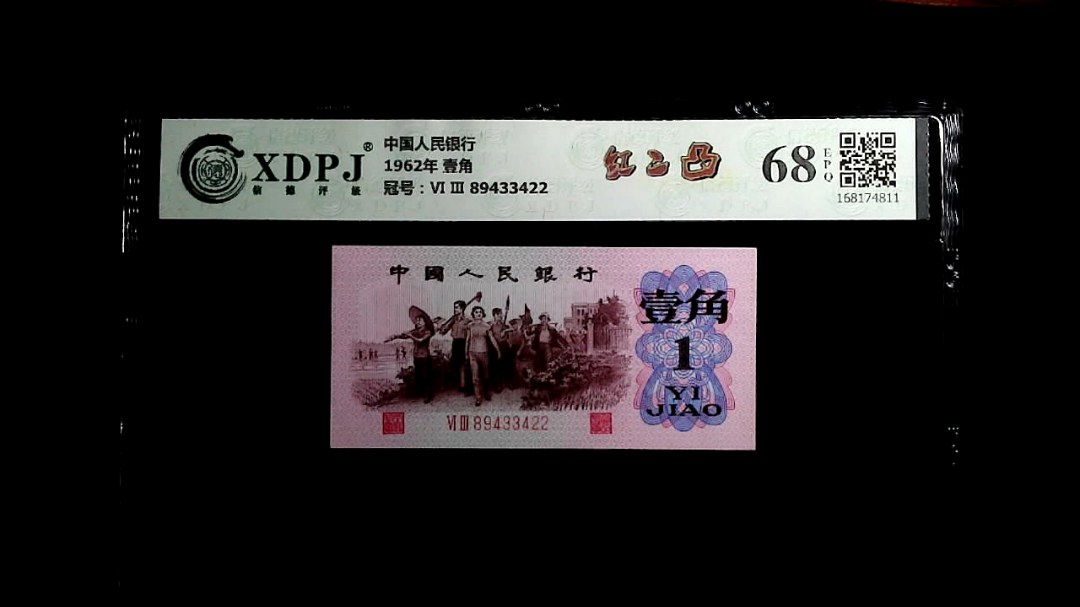 XDPJ®
信德评级
中国人民银行
1962年 壹角
冠号：VI III 89433422
红二凸
68
EPQ
168174811
中國人民銀行
壹角
1
YI
JIAO
VI III 89433422